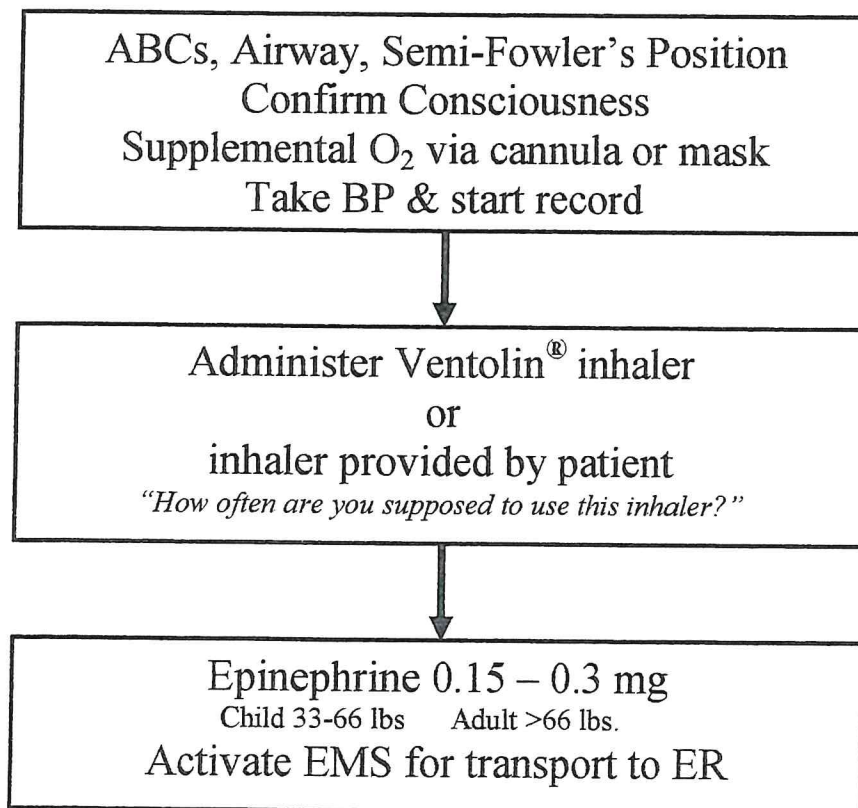 ABCs, Airway, Semi-Fowler's Position
Confirm Consciousness
Supplemental O₂ via cannula or mask
Take BP & start record
Administer Ventolin® inhaler
or
inhaler provided by patient
“How often are you supposed to use this inhaler?”
Epinephrine 0.15 – 0.3 mg
Child 33-66 lbs Adult >66 lbs.
Activate EMS for transport to ER